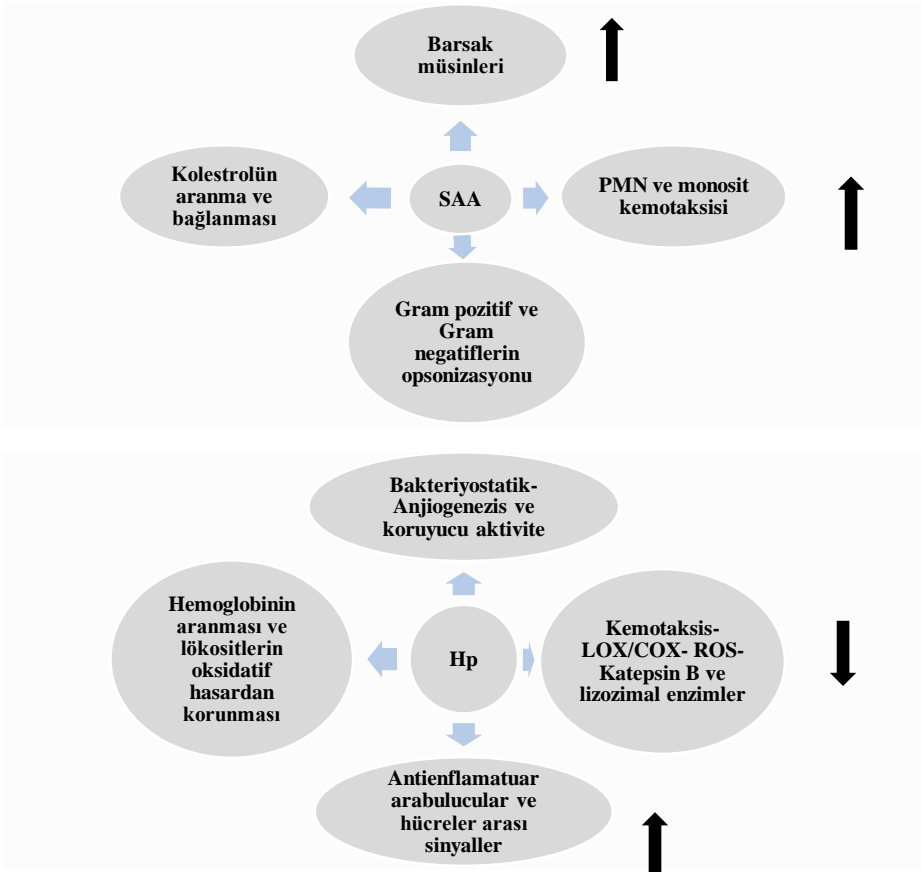 Barsak
müsinleri
Kolestrolün
aranma ve
bağlanması
SAA
PMN ve monosit
kemotaksisi
Gram pozitif ve
Gram
negatiflerin
opsonizasyonu
Bakteriyostatik-
Anjiogenezis ve
koruyucu aktivite
Hemoglobinin
aranması ve
lökositlerin
oksidatif
hasardan
korunması
Hp
Kemotaksis-
LOX/COX- ROS-
Katepsin B ve
lizozimal enzimler
Antienflamatuar
arabulucular ve
hücreler arası
sinyaller